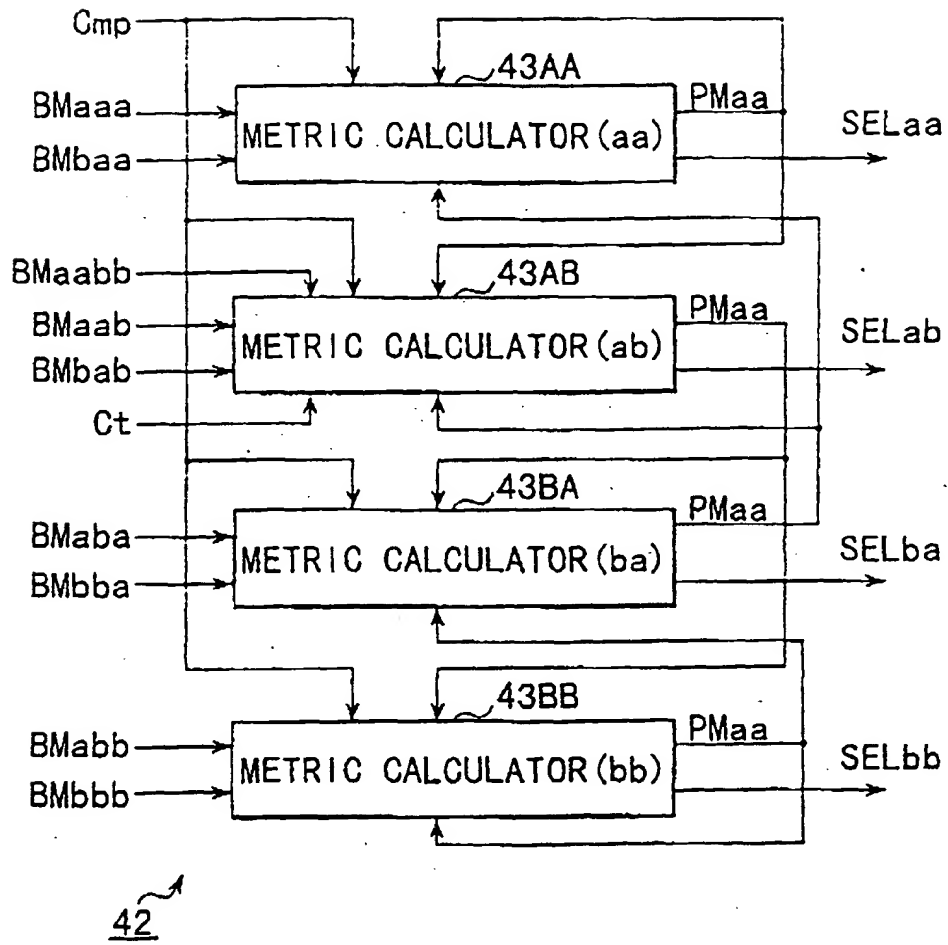 Cmp
43AA
BMaaa
PMaa
METRIC CALCULATOR(aa)
SELaa
BMbaa
BMaabb
43AB
BMaab
PMaa
METRIC CALCULATOR(ab)
SELab
BMbab
Ct
43BA
BMaba
PMaa
METRIC CALCULATOR(ba)
SELba
BMbba
43BB
BMabb
PMaa
METRIC CALCULATOR(bb)
SELbb
BMbbb
42